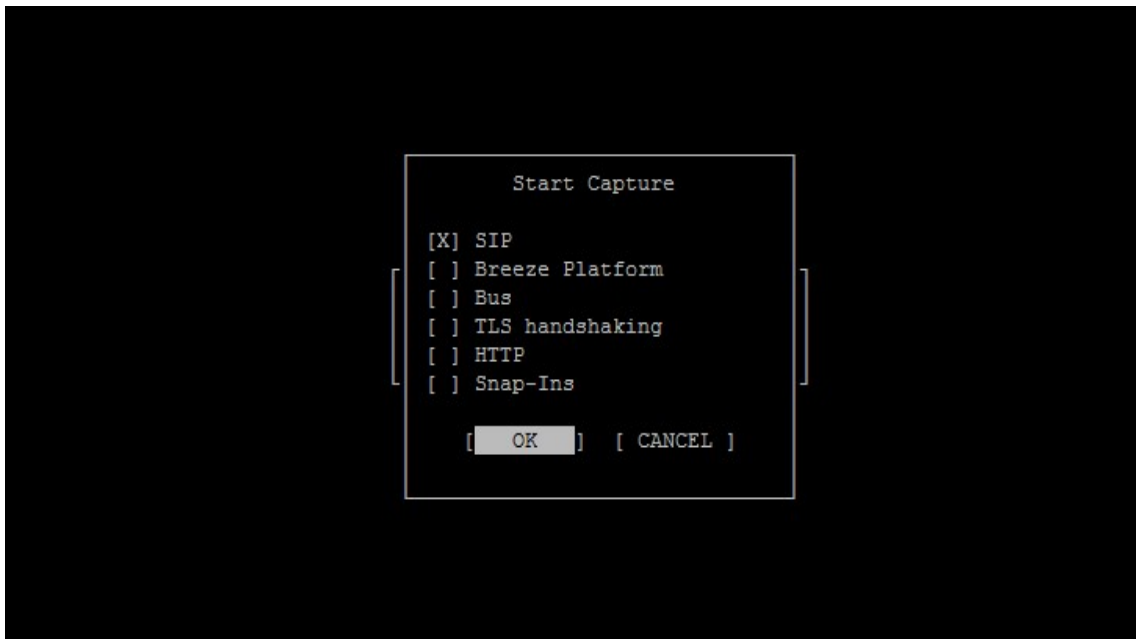 Start Capture
[X] SIP
[ ] Breeze Platform
[ ] Bus
[ ] TLS handshaking
[ ] HTTP
[ ] Snap-Ins
[ OK ] [ CANCEL ]